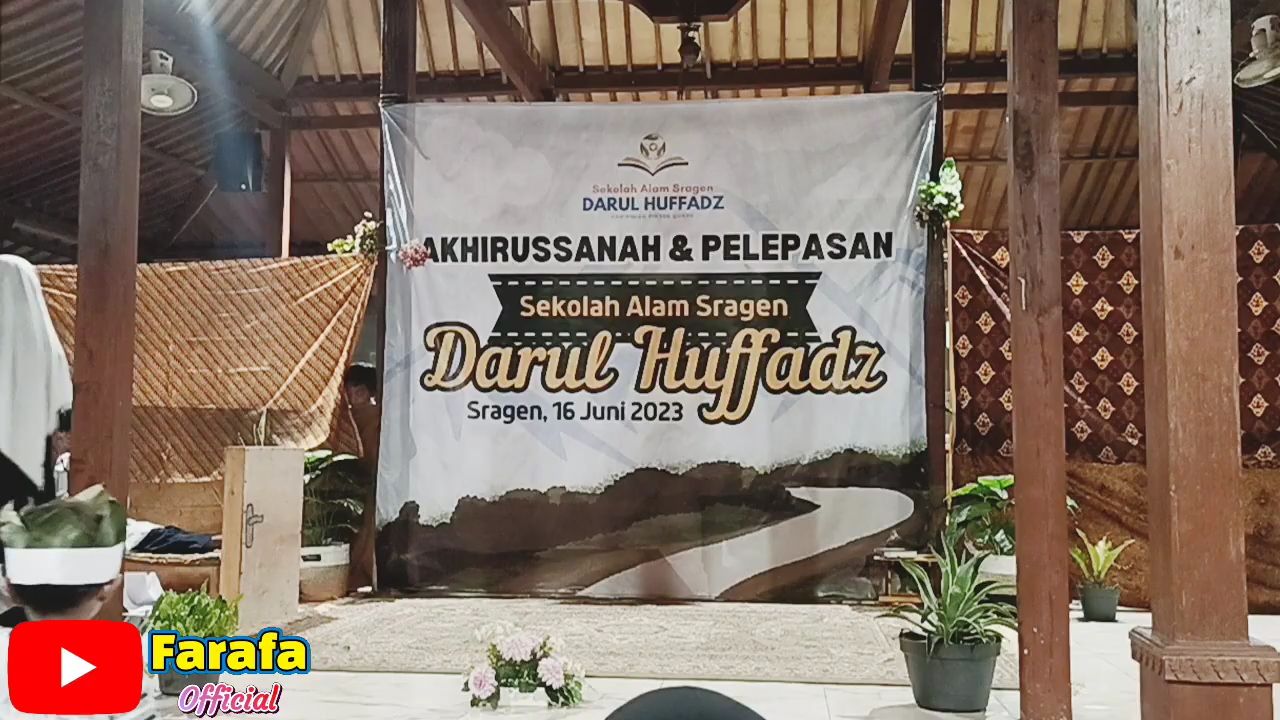 Sekolah Alam Sragen
DARUL HUFFADZ
AKHIRUSSANAH & PELEPASAN
Sekolah Alam Sragen
Darul Huffadz
Sragen, 16 Juni 2023
Farafa
Official